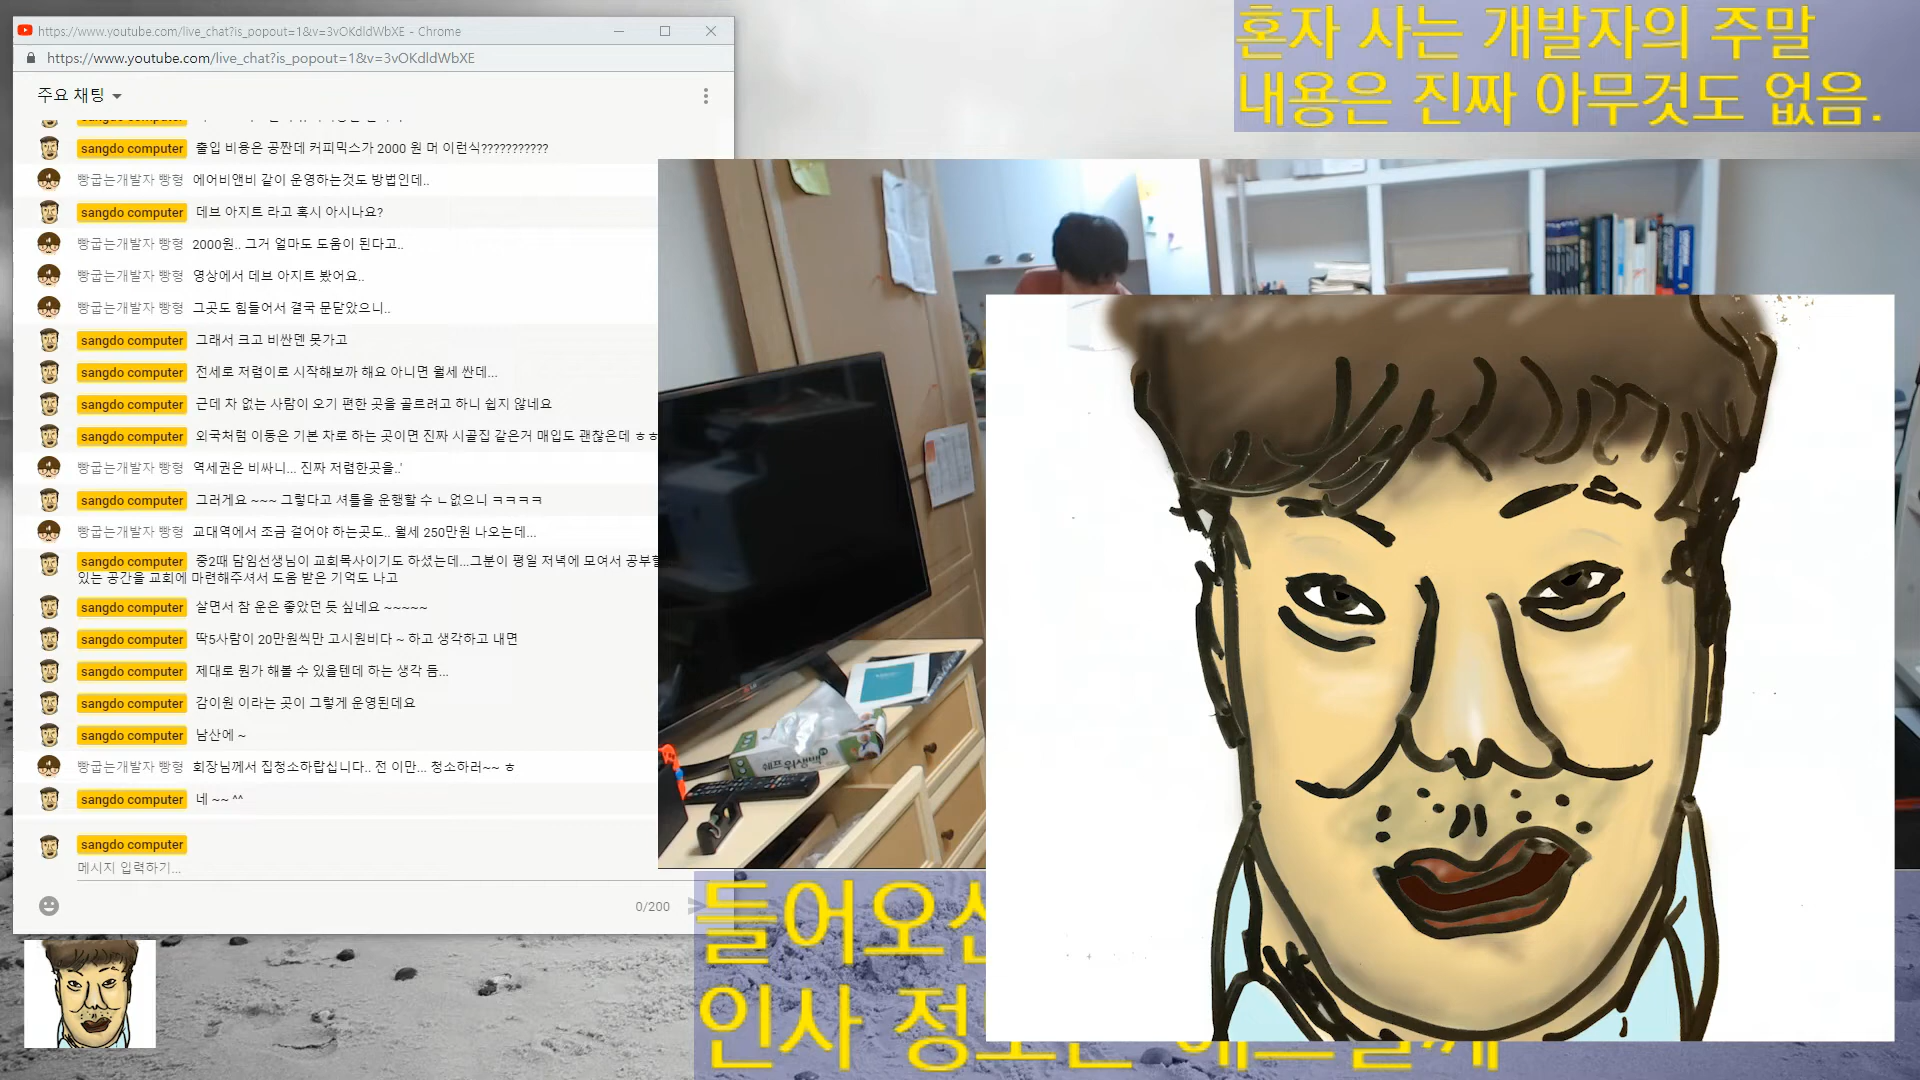 https://www.youtube.com/live_chat?is_popout=1&v=3vOKdldWbXE - Chrome
https://www.youtube.com/live_chat?is_popout=1&v=3vOKdldWbXE
주요 채팅
sangdo computer
sangdo computer 출입 비용은 공짠데 커피믹스가 2000 원 머 이런식???????????
빵굽는개발자 빵형 에어비앤비 같이 운영하는것도 방법인데..
sangdo computer 데브 아지트 라고 혹시 아시나요?
빵굽는개발자 빵형 2000원.. 그거 얼마도 도움이 된다고..
빵굽는개발자 빵형 영상에서 데브 아지트 봤어요..
빵굽는개발자 빵형 그곳도 힘들어서 결국 문닫았으니..
sangdo computer 그래서 크고 비싼덴 못가고
sangdo computer 전세로 저렴이로 시작해보까 해요 아니면 월세 싼데...
sangdo computer 근데 차 없는 사람이 오기 편한 곳을 골트려고 하니 쉽지 않네요
sangdo computer 외국처럼 이동은 기본 차로 하는 곳이면 진짜 시골집 같은거 매입도 괜찮은데 ㅎㅎ
빵굽는개발자 빵형 역세권은 비싸니... 진짜 저렴한곳을..'
sangdo computer 그러게요 ~~~ 그렇다고 셔틀을 운행할 수 ㄴ없으니 ㅋㅋㅋㅋ
빵굽는개발자 빵형 교대역에서 조금 걸어야 하는곳도.. 월세 250만원 나오는데...
sangdo computer 중2때 담임선생님이 교회목사이기도 하셨는데...그분이 평일 저녁에 모여서 공부할
있는 공간을 교회에 마련해주셔서 도움 받은 기억도 나고
sangdo computer 살면서 참 운은 좋았던 듯 싶네요 ~~~~~
sangdo computer 딱5사람이 20만원씩만 고시원비다 ~ 하고 생각하고 내면
sangdo computer 제대로 뭔가 해볼 수 있을텐데 하는 생각 듬...
sangdo computer 감이원 이라는 곳이 그렇게 운영된데요
sangdo computer 남산에 ~
빵굽는개발자 빵형 회장님께서 집청소하랍십니다.. 전 이만... 청소하러~~ ㅎ
sangdo computer 네 ~~ ^^
sangdo computer
메시지 입력하기...
0/200
혼자 사는 개발자의 주말
내용은 진짜 아무것도 없음.
쉐프위생백
들어오신
인사 정